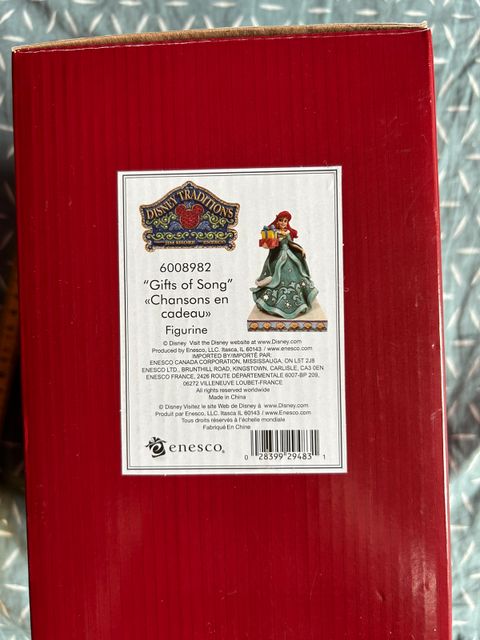 DISNEY TRADITIONS
JIM SHORE ENESCO
6008982
"Gifts of Song"
«Chansons en
cadeau»
Figurine
© Disney Visit the Disney website at www.Disney.com
Produced by Enesco, LLC. Itasca, IL 60143 / www.enesco.com
IMPORTED BY/IMPORTÉ PAR:
ENESCO CANADA CORPORATION, MISSISSAUGA, ON L5T 2J8
ENESCO LTD., BRUNTHILL ROAD, KINGSTOWN, CARLISLE, CA3 0EN
ENESCO FRANCE, 2426 ROUTE DÉPARTEMENTALE 6007-BP 209,
06272 VILLENEUVE LOUBET-FRANCE
All rights reserved worldwide
Made in China
© Disney Visitez le site Web de Disney à www.Disney.com
Produit par Enesco, LLC. Itasca IL 60143 / www.Enesco.com
Tous droits réservés à l'échelle mondiale
Fabriqué En Chine
enesco.
0 28399 29483 1